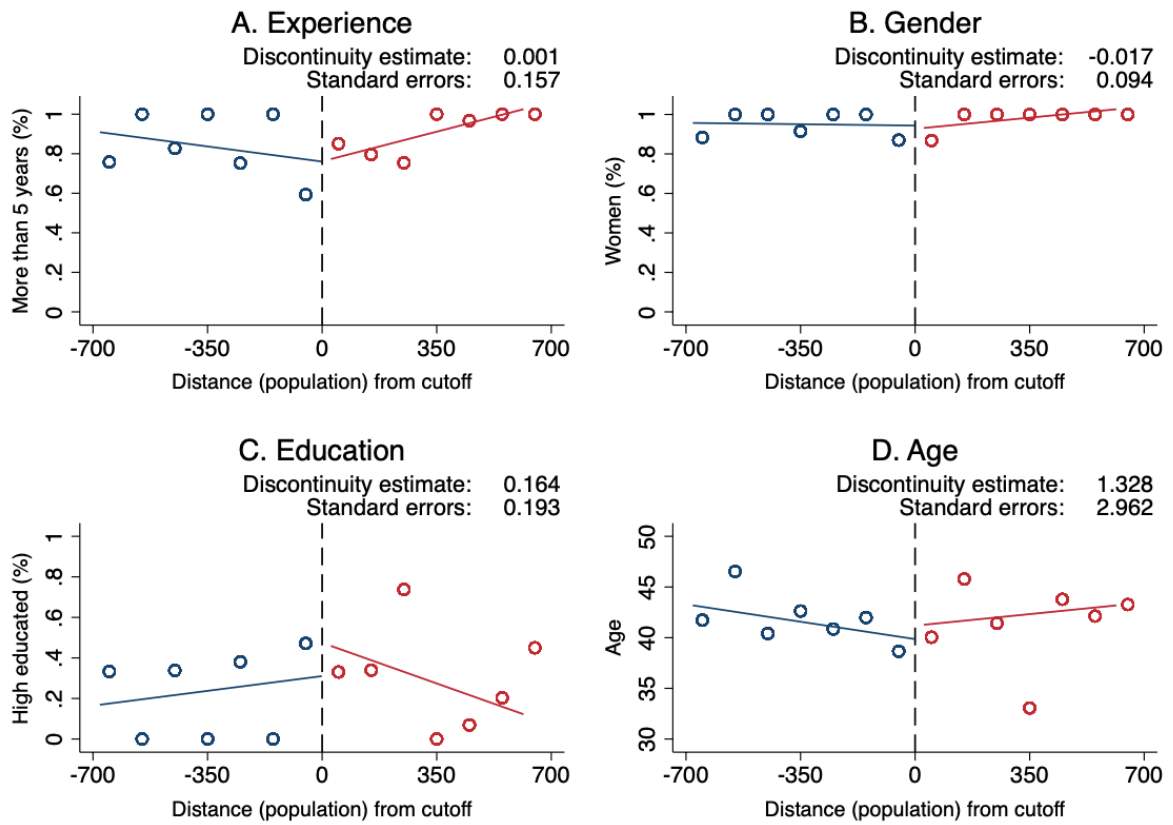 A. Experience
Discontinuity estimate: 0.001
Standard errors: 0.157
More than 5 years (%)
0 .2 .4 .6 .8 1
-700 -350 0 350 700
Distance (population) from cutoff
B. Gender
Discontinuity estimate: -0.017
Standard errors: 0.094
Women (%)
0 .2 .4 .6 .8 1
-700 -350 0 350 700
Distance (population) from cutoff
C. Education
Discontinuity estimate: 0.164
Standard errors: 0.193
High educated (%)
0 .2 .4 .6 .8 1
-700 -350 0 350 700
Distance (population) from cutoff
D. Age
Discontinuity estimate: 1.328
Standard errors: 2.962
Age
30 35 40 45 50
-700 -350 0 350 700
Distance (population) from cutoff